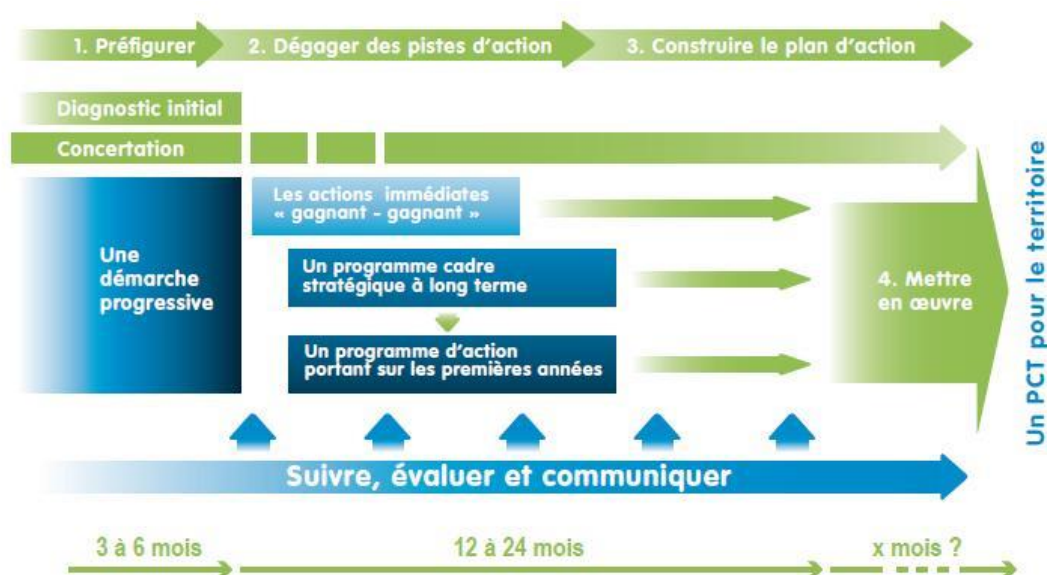 1. Préfigurer
2. Dégager des pistes d'action
3. Construire le plan d'action
Diagnostic initial
Concertation
Les actions immédiates
« gagnant - gagnant »
Une
démarche
progressive
Un programme cadre
stratégique à long terme
Un programme d'action
portant sur les premières années
4. Mettre
en œuvre
Un PCT pour le territoire
Suivre, évaluer et communiquer
3 à 6 mois
12 à 24 mois
x mois ?